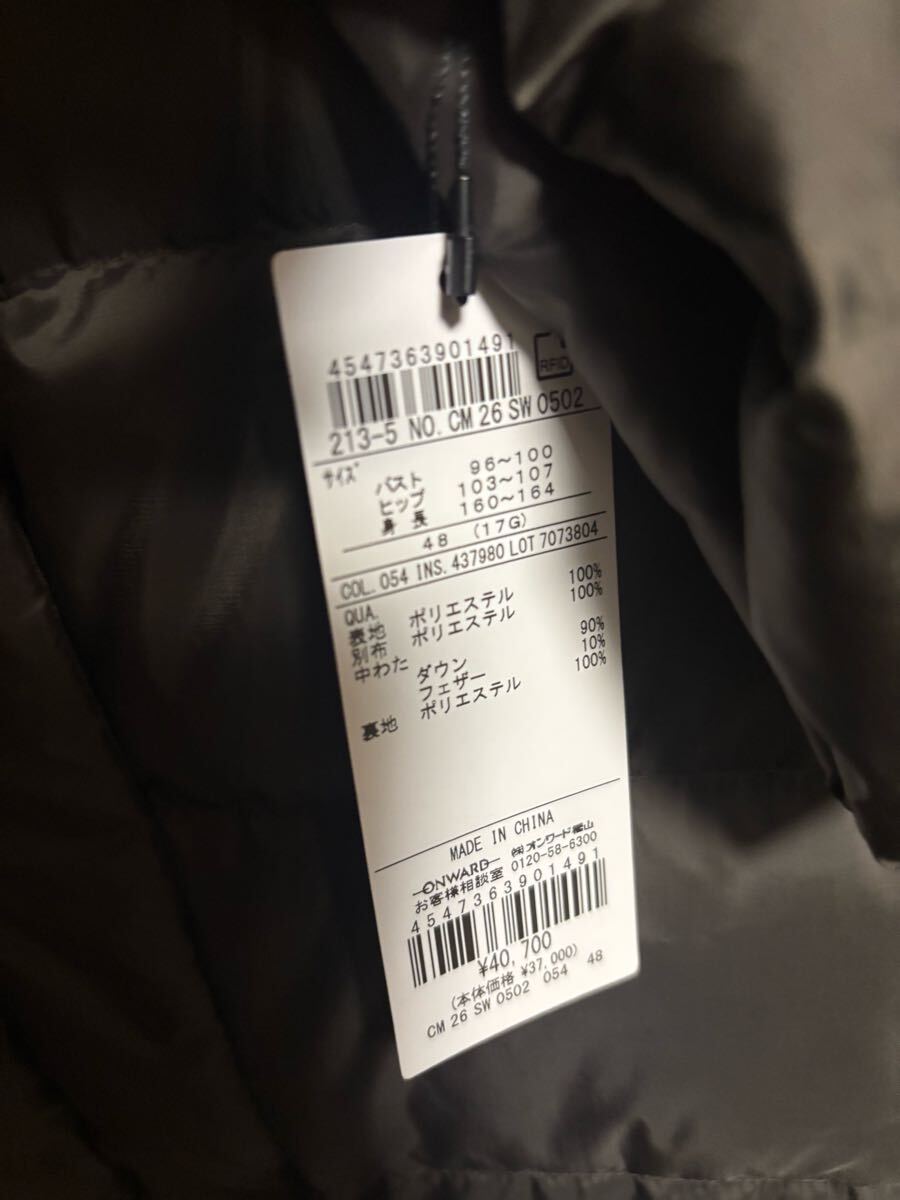 4547363901491
RFID
213-5 NO. CM 26 SW 0502
サイズ
バスト 96～100
ヒップ 103～107
身長 160～164
48 (17G)
COL. 054 INS. 437980 LOT 7073804
QUA.
表地 ポリエステル 100%
別布 ポリエステル 100%
中わた ダウン 90%
フェザー 10%
裏地 ポリエステル 100%
MADE IN CHINA
ONWARD ㈱オンワード樫山
お客様相談室 0120-58-6300
4547363901491
¥40,700
(本体価格 ¥37,000)
CM 26 SW 0502 054 48